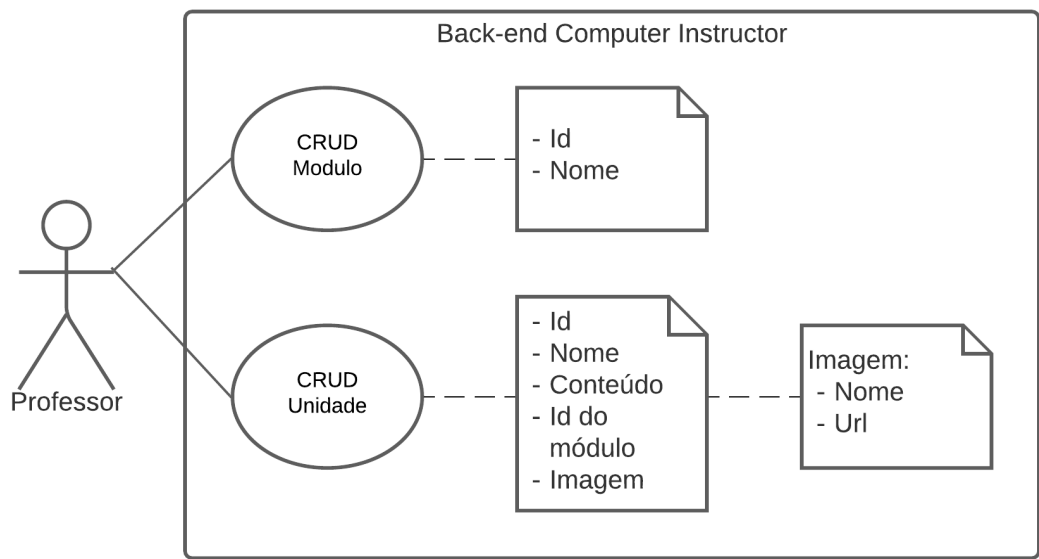 Back-end Computer Instructor
CRUD
Modulo
- Id
- Nome
Professor
CRUD
Unidade
- Id
- Nome
- Conteúdo
- Id do
módulo
- Imagem
Imagem:
- Nome
- Url